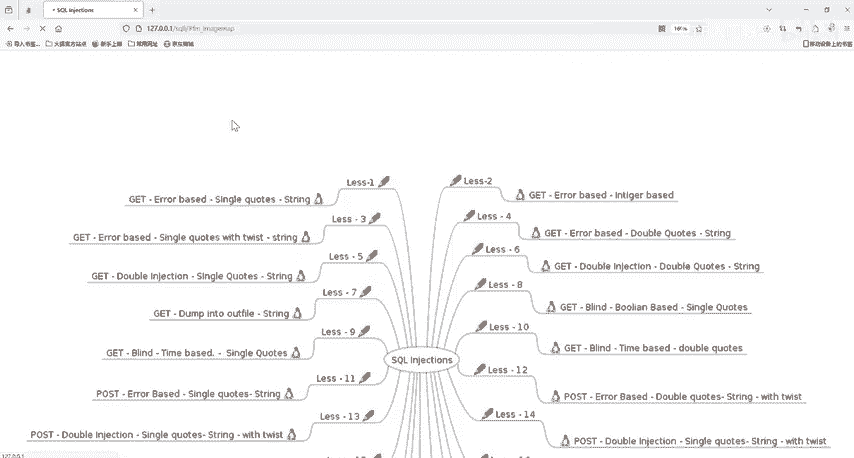 SQL Injections
127.0.0.1/sqli/#fm_imagemap
导入书签... 火狐官方站点 新手上路 常用网址 京东商城
移动设备上的书签
Less-1
Less-2
GET - Error based - Single quotes - String
GET - Error based - Intiger based
Less - 3
Less - 4
GET - Error based - Single quotes with twist - string
GET - Error based - Double Quotes - String
Less - 5
Less - 6
GET - Double Injection - Single Quotes - String
GET - Double Injection - Double Quotes - String
Less - 7
Less - 8
GET - Dump into outfile - String
GET - Blind - Boolian Based - Single Quotes
Less - 9
Less - 10
GET - Blind - Time based. - Single Quotes
GET - Blind - Time based - double quotes
SQL Injections
Less - 11
Less - 12
POST - Error Based - Single quotes- String
POST - Error Based - Double quotes- String - with twist
Less - 13
Less - 14
POST - Double Injection - Single quotes- String - with twist
POST - Double Injection - Single quotes- String - with twist
127.0.0.1